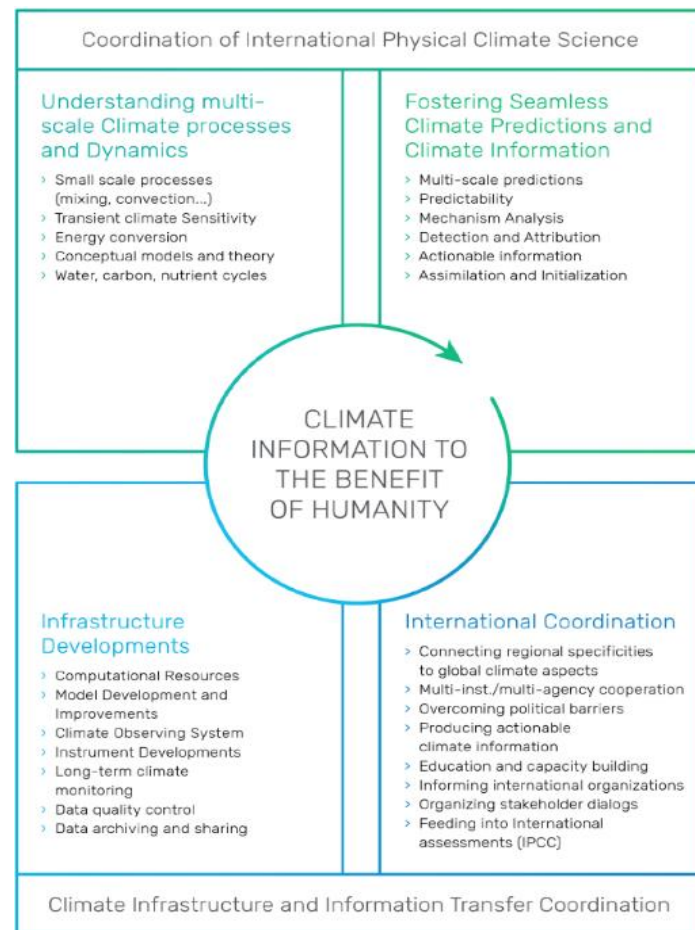 Coordination of International Physical Climate Science
Understanding multi-
scale Climate processes
and Dynamics
› Small scale processes
(mixing, convection...)
› Transient climate Sensitivity
› Energy conversion
› Conceptual models and theory
› Water, carbon, nutrient cycles
Fostering Seamless
Climate Predictions and
Climate Information
› Multi-scale predictions
› Predictability
› Mechanism Analysis
› Detection and Attribution
› Actionable information
› Assimilation and Initialization
CLIMATE
INFORMATION TO
THE BENEFIT
OF HUMANITY
Infrastructure
Developments
› Computational Resources
› Model Development and
Improvements
› Climate Observing System
› Instrument Developments
› Long-term climate
monitoring
› Data quality control
› Data archiving and sharing
International Coordination
› Connecting regional specificities
to global climate aspects
› Multi-inst./multi-agency cooperation
› Overcoming political barriers
› Producing actionable
climate information
› Education and capacity building
› Informing international organizations
› Organizing stakeholder dialogs
› Feeding into International
assessments (IPCC)
Climate Infrastructure and Information Transfer Coordination